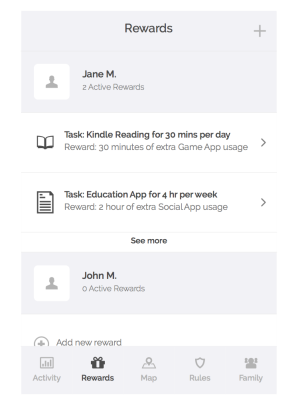 Rewards
Jane M.
2 Active Rewards
Task: Kindle Reading for 30 mins per day
Reward: 30 minutes of extra Game App usage
Task: Education App for 4 hr per week
Reward: 2 hour of extra Social App usage
See more
John M.
0 Active Rewards
Add new reward
Activity Rewards Map Rules Family